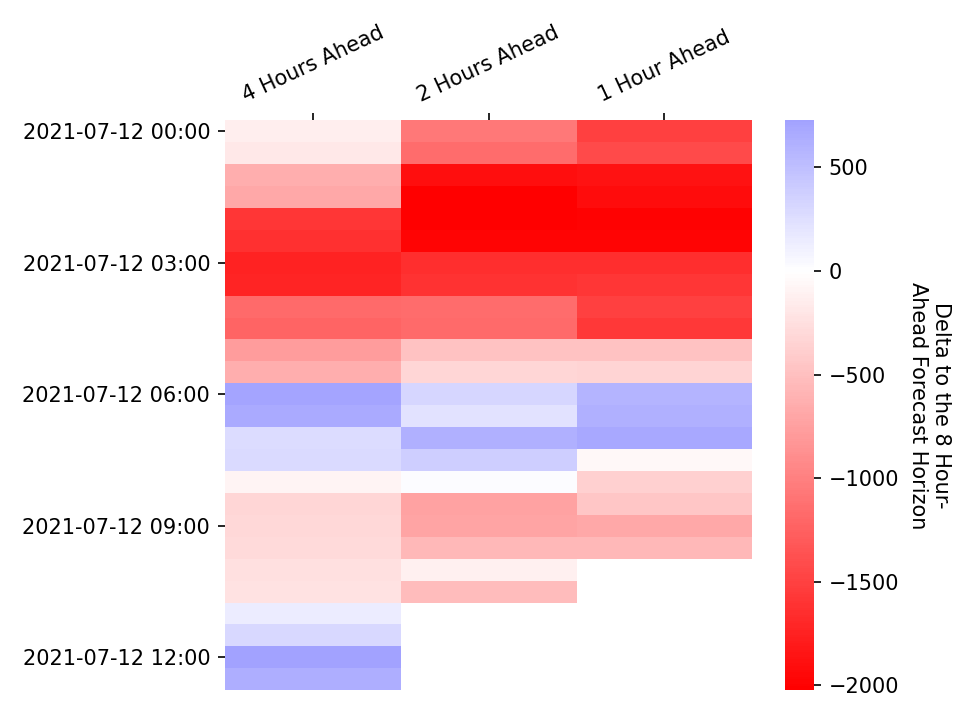 4 Hours Ahead
2 Hours Ahead
1 Hour Ahead
2021-07-12 00:00
2021-07-12 03:00
2021-07-12 06:00
2021-07-12 09:00
2021-07-12 12:00
500
0
−500
−1000
−1500
−2000
Delta to the 8 Hour-
Ahead Forecast Horizon